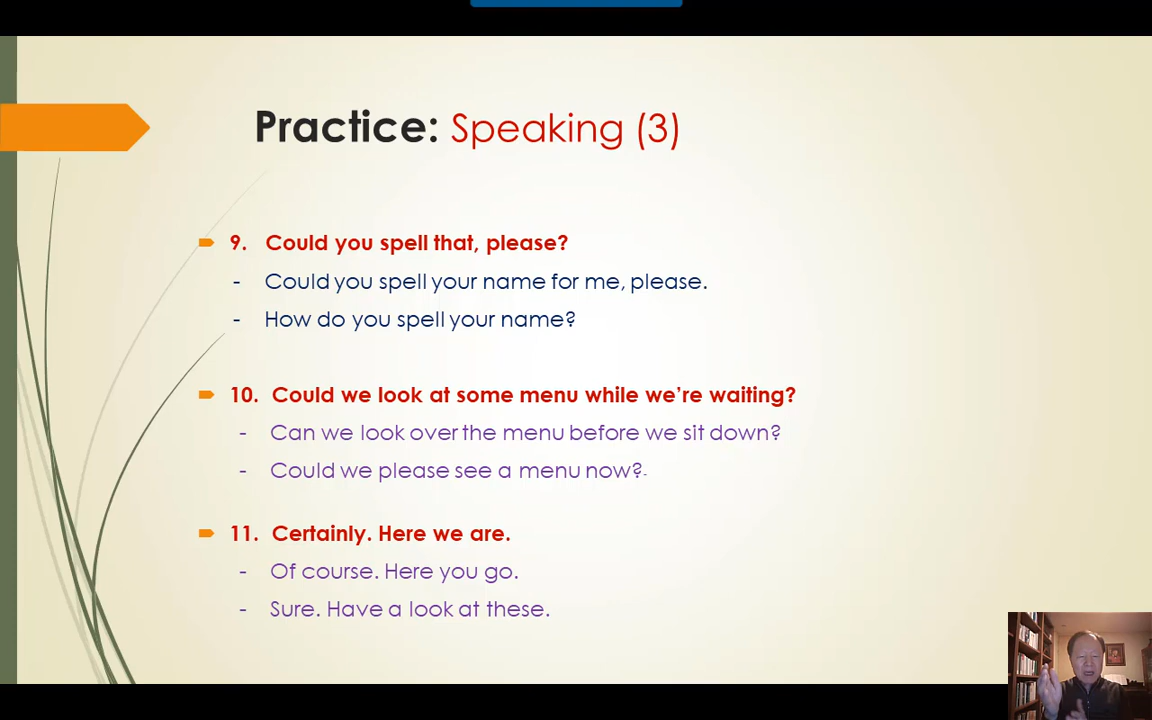 Practice: Speaking (3)
9. Could you spell that, please?
- Could you spell your name for me, please.
- How do you spell your name?
10. Could we look at some menu while we're waiting?
- Can we look over the menu before we sit down?
- Could we please see a menu now?-
11. Certainly. Here we are.
- Of course. Here you go.
- Sure. Have a look at these.